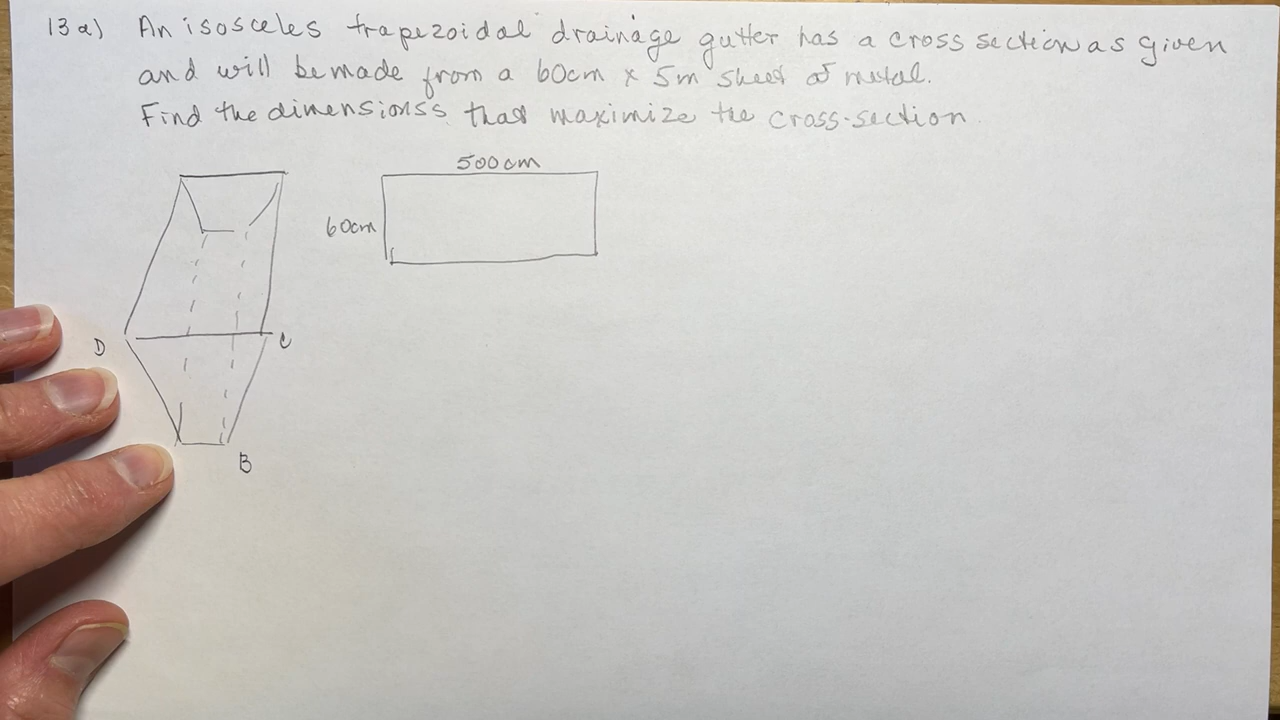 13 a) An isosceles trapezoidal drainage gutter has a cross section as given
and will be made from a 60cm x 5m sheet of metal.
Find the dimensionss that maximize the cross-section
500cm
60cm
D
C
B